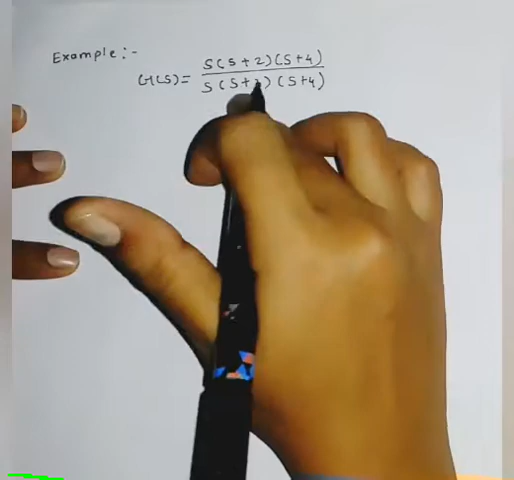 Example :-
G(S) = S(S+2)(S+4)
S(S+ ) (S+4)